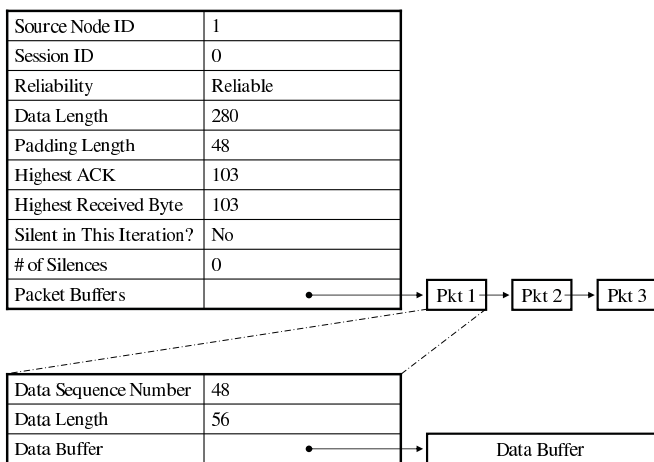 Source Node ID 1
Session ID 0
Reliability Reliable
Data Length 280
Padding Length 48
Highest ACK 103
Highest Received Byte 103
Silent in This Iteration? No
# of Silences 0
Packet Buffers
Pkt 1 Pkt 2 Pkt 3
Data Sequence Number 48
Data Length 56
Data Buffer
Data Buffer